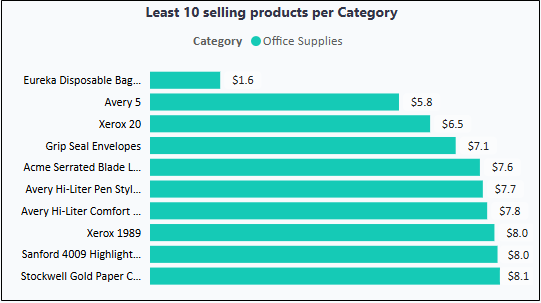 Least 10 selling products per Category
Category Office Supplies
Eureka Disposable Bag... $1.6
Avery 5 $5.8
Xerox 20 $6.5
Grip Seal Envelopes $7.1
Acme Serrated Blade L... $7.6
Avery Hi-Liter Pen Styl... $7.7
Avery Hi-Liter Comfort ... $7.8
Xerox 1989 $8.0
Sanford 4009 Highlight... $8.0
Stockwell Gold Paper C... $8.1